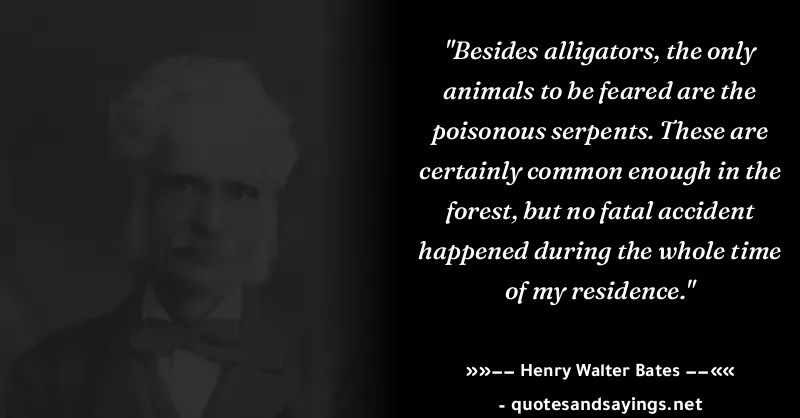 "Besides alligators, the only
animals to be feared are the
poisonous serpents. These are
certainly common enough in the
forest, but no fatal accident
happened during the whole time
of my residence."
»»−− Henry Walter Bates −−««
- quotesandsayings.net